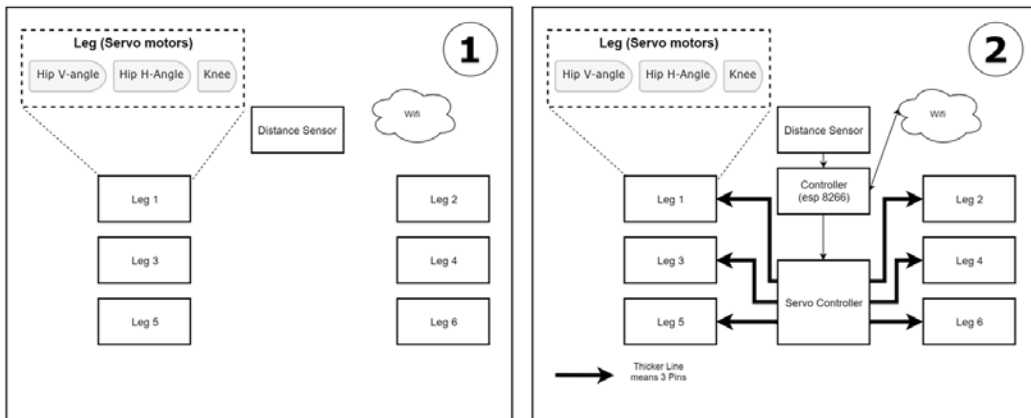 1
Leg (Servo motors)
Hip V-angle
Hip H-Angle
Knee
Distance Sensor
Wifi
Leg 1
Leg 2
Leg 3
Leg 4
Leg 5
Leg 6
2
Leg (Servo motors)
Hip V-angle
Hip H-Angle
Knee
Distance Sensor
Wifi
Controller
(esp 8266)
Leg 1
Leg 2
Leg 3
Leg 4
Servo Controller
Leg 5
Leg 6
Thicker Line
means 3 Pins